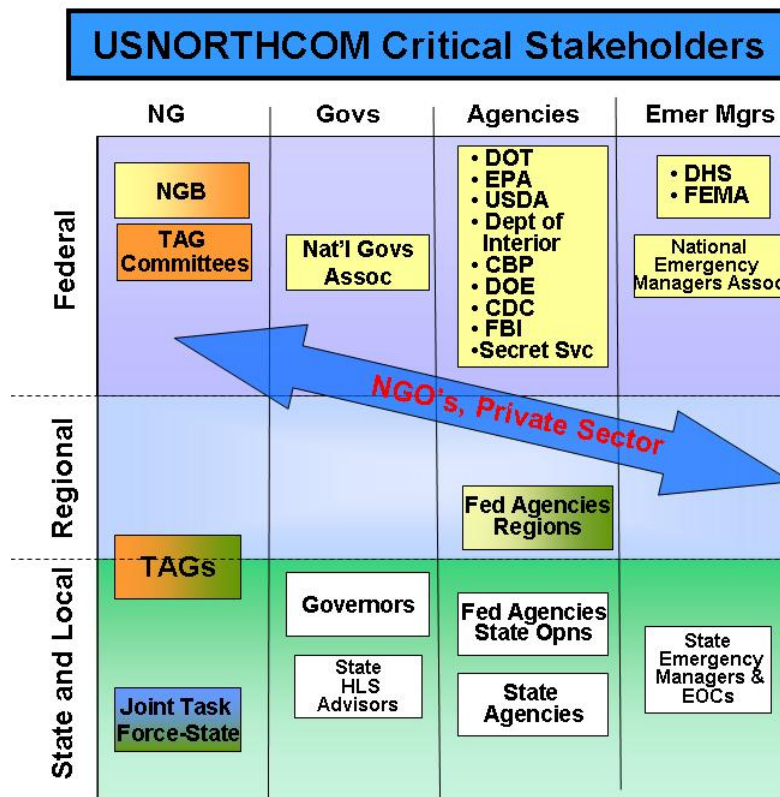 USNORTHCOM Critical Stakeholders
NG
Govs
Agencies
Emer Mgrs
Federal
NGB
TAG
Committees
Nat'l Govs
Assoc
• DOT
• EPA
• USDA
• Dept of
Interior
• CBP
• DOE
• CDC
• FBI
•Secret Svc
• DHS
• FEMA
National
Emergency
Managers Assoc
NGO's, Private Sector
Regional
Fed Agencies
Regions
TAGs
State and Local
Joint Task
Force-State
Governors
State
HLS
Advisors
Fed Agencies
State Opns
State
Agencies
State
Emergency
Managers &
EOCs